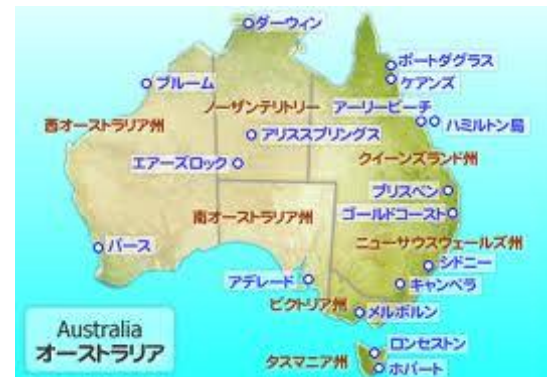 ダーウィン
ポートダグラス
ケアンズ
ブルーム
ノーザンテリトリー
アーリービーチ
ハミルトン島
西オーストラリア州
アリススプリングス
エアーズロック
クイーンズランド州
ブリスベン
南オーストラリア州
ゴールドコースト
ニューサウスウェールズ州
パース
シドニー
アデレード
キャンベラ
ビクトリア州
メルボルン
Australia
オーストラリア
ロンセストン
タスマニア州
ホバート